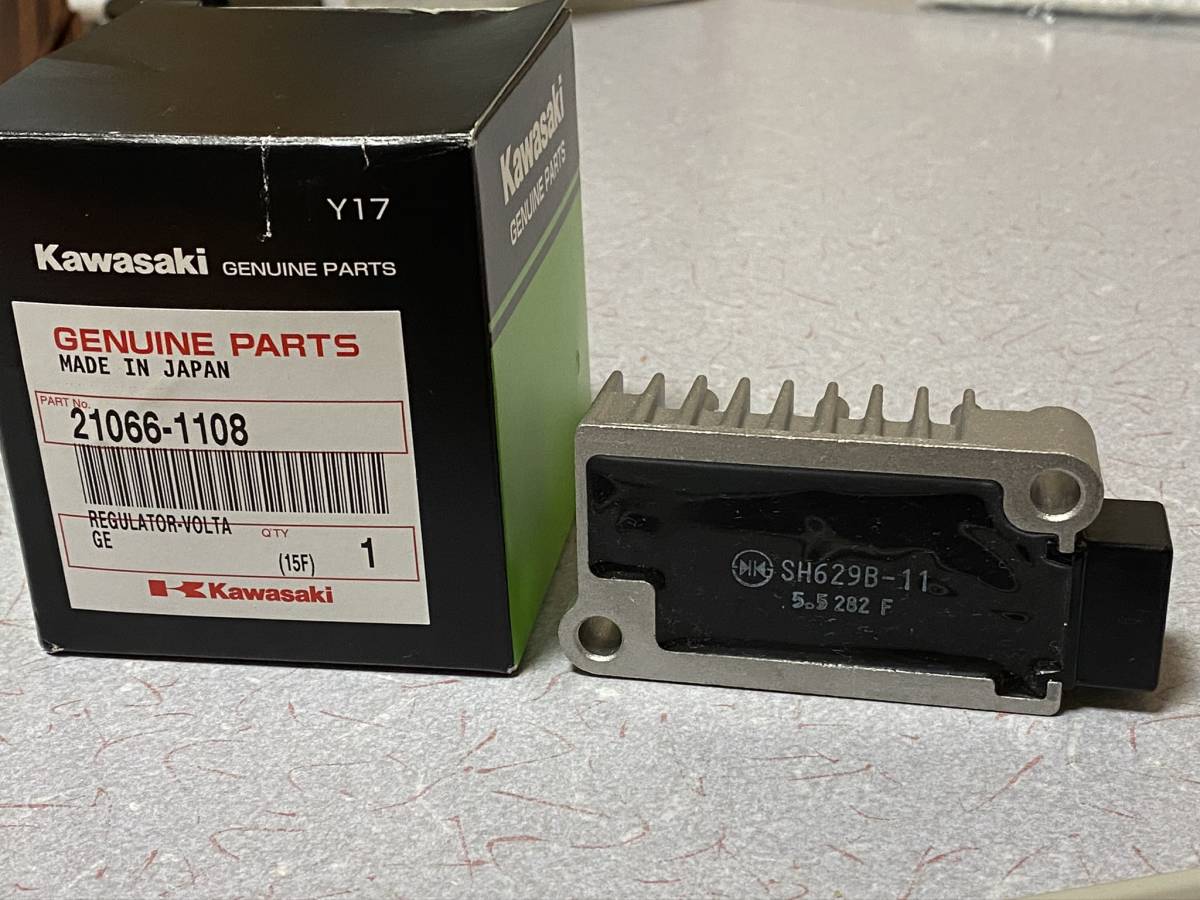 Kawasaki
GENUINE PARTS
Y17
Kawasaki GENUINE PARTS
GENUINE PARTS
MADE IN JAPAN
PART No.
21066-1108
REGULATOR-VOLTA
GE
Q'TY
(15F)
1
Kawasaki
SH629B-11
5.5 282 F